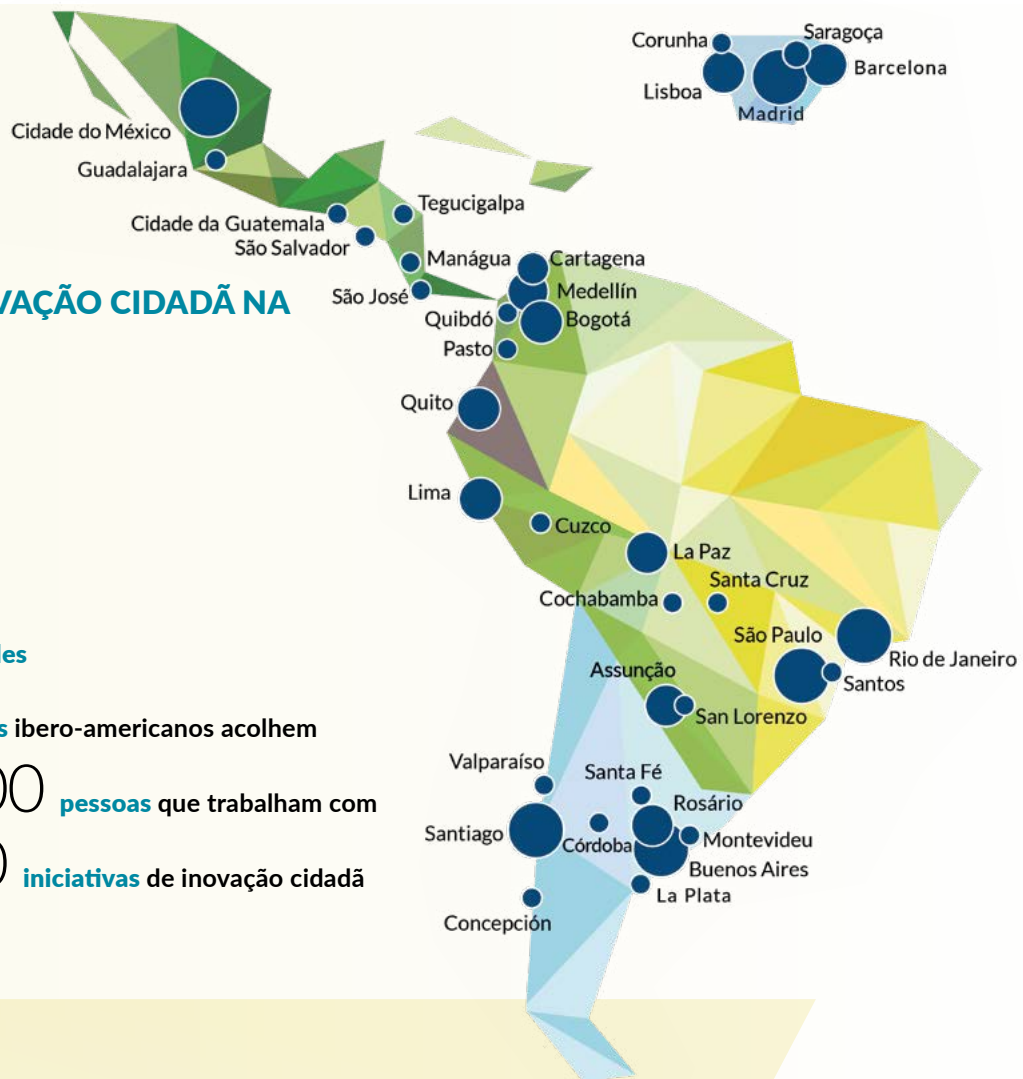 Corunha
Saragoça
Barcelona
Lisboa
Madrid
Cidade do México
Guadalajara
Cidade da Guatemala
Tegucigalpa
São Salvador
Manágua
Cartagena
VAÇÃO CIDADÃ NA
São José
Medellín
Quibdó
Bogotá
Pasto
Quito
Lima
Cuzco
La Paz
Santa Cruz
Cochabamba
São Paulo
Rio de Janeiro
Santos
Assunção
San Lorenzo
ibero-americanos acolhem
Valparaíso
Santa Fé
Rosário
pessoas que trabalham com
Santiago
Córdoba
Montevideu
Buenos Aires
iniciativas de inovação cidadã
La Plata
Concepción